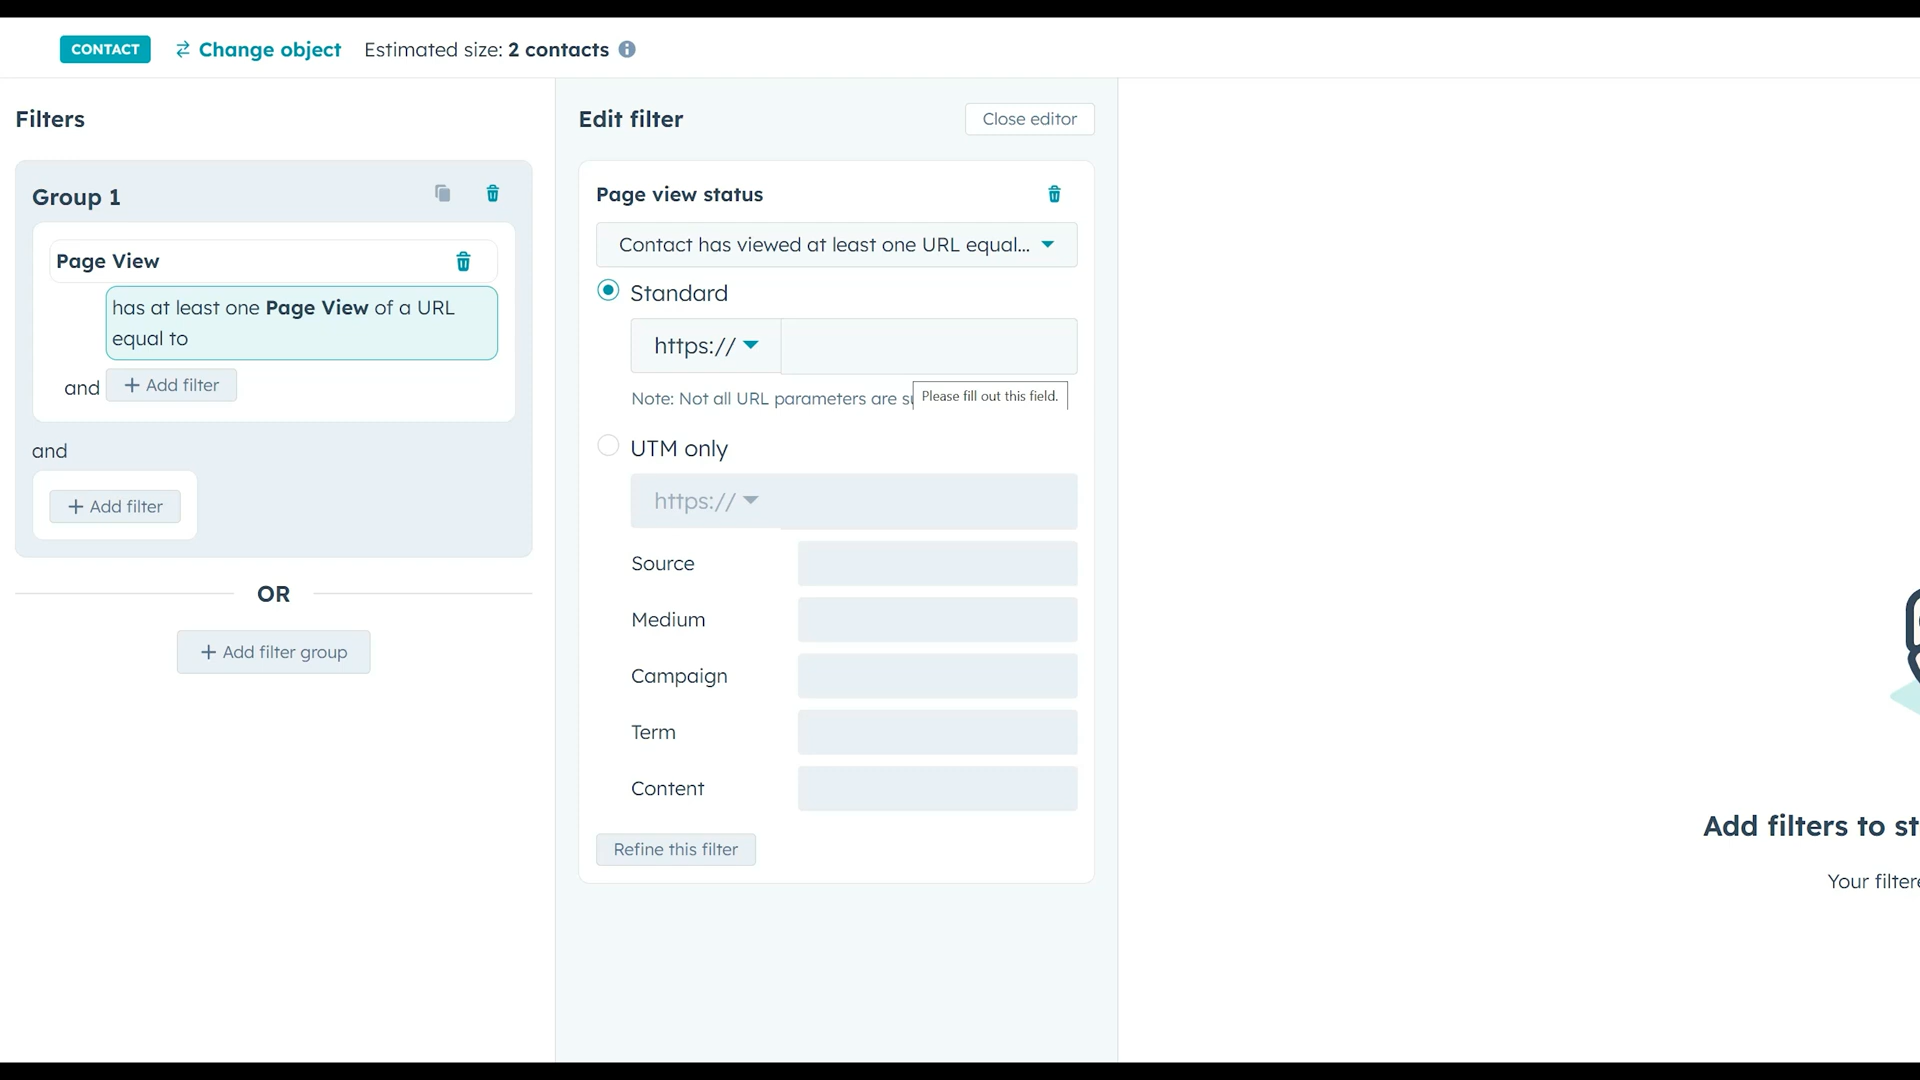 CONTACT Change object Estimated size: 2 contacts
Filters
Group 1
Page View
has at least one Page View of a URL
equal to
and + Add filter
and
+ Add filter
OR
+ Add filter group
Edit filter
Close editor
Page view status
Contact has viewed at least one URL equal...
Standard
https://
Note: Not all URL parameters are su
Please fill out this field.
UTM only
https://
Source
Medium
Campaign
Term
Content
Refine this filter
Add filters to st
Your filtere